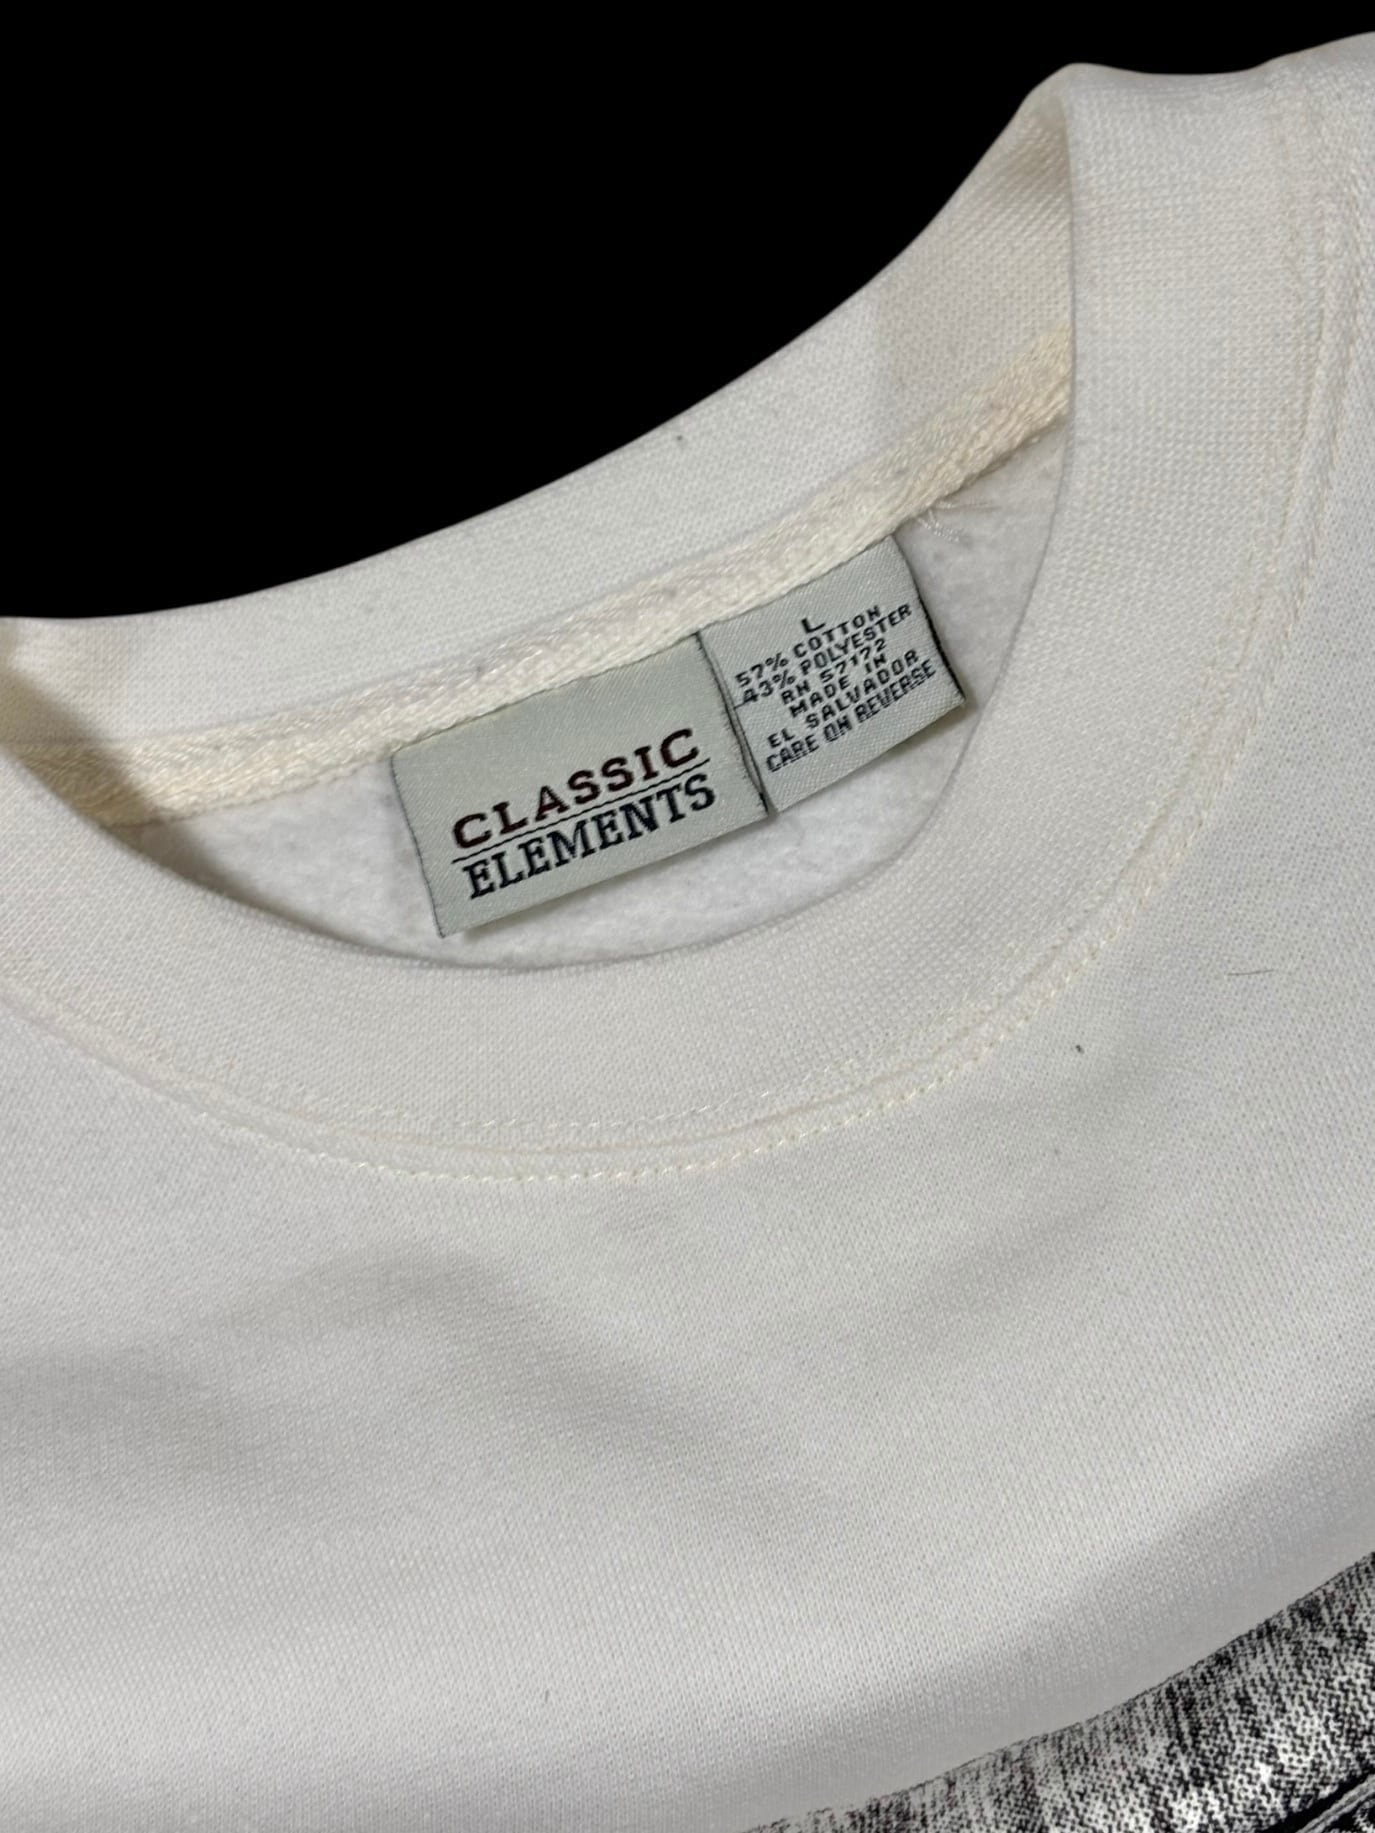 CLASSIC
ELEMENTS
L
57% COTTON
43% POLYESTER
RN 57172
MADE IN
EL SALVADOR
CARE ON REVERSE